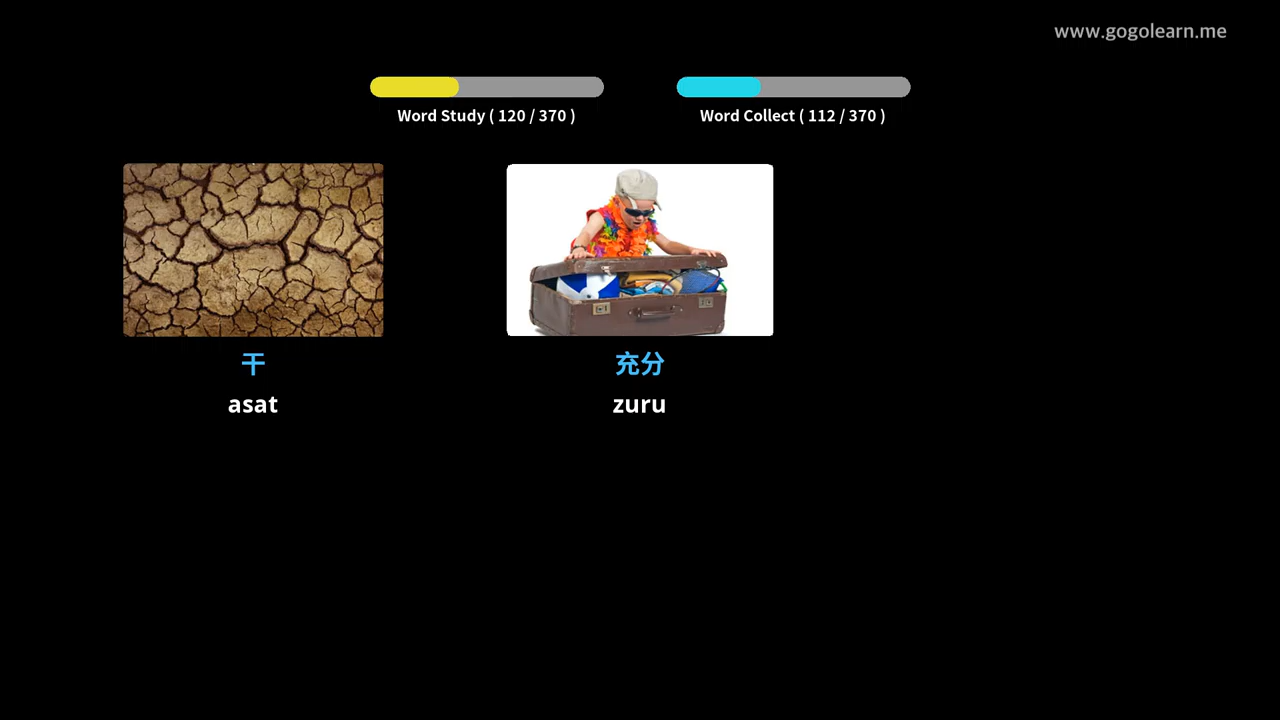 www.gogolearn.me
Word Study ( 120 / 370 )
Word Collect ( 112 / 370 )
干
asat
充分
zuru